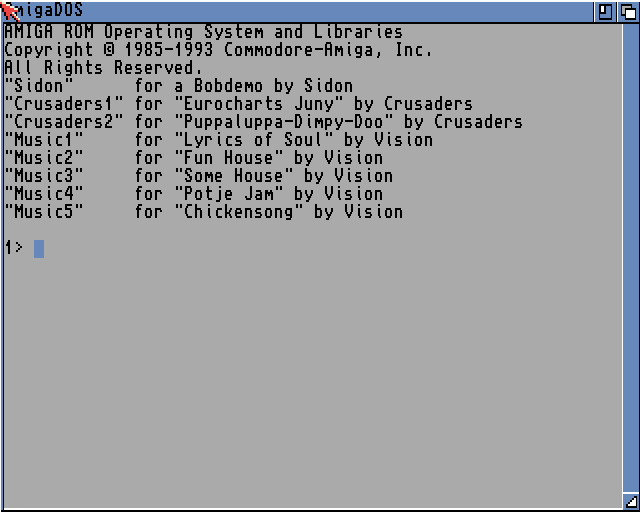 AmigaDOS
AMIGA ROM Operating System and Libraries
Copyright © 1985-1993 Commodore-Amiga, Inc.
All Rights Reserved.
"Sidon"      for a Bobdemo by Sidon
"Crusaders1" for "Eurocharts Juny" by Crusaders
"Crusaders2" for "Puppaluppa-Dimpy-Doo" by Crusaders
"Music1"     for "Lyrics of Soul" by Vision
"Music2"     for "Fun House" by Vision
"Music3"     for "Some House" by Vision
"Music4"     for "Potje Jam" by Vision
"Music5"     for "Chickensong" by Vision
1>